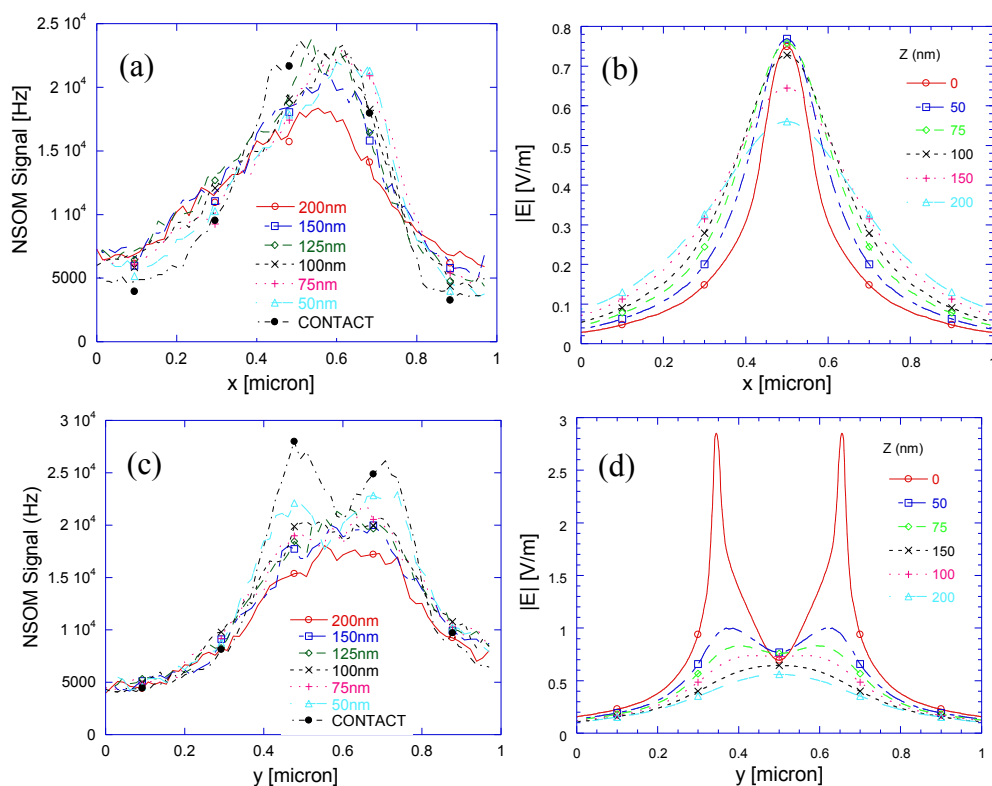 (a)
NSOM Signal [Hz]
2.5 10⁴
2 10⁴
1.5 10⁴
1 10⁴
5000
0
200nm
150nm
125nm
100nm
75nm
50nm
CONTACT
0 0.2 0.4 0.6 0.8 1
x [micron]
(b)
|E| [V/m]
0.8
0.7
0.6
0.5
0.4
0.3
0.2
0.1
0
Z (nm)
0
50
75
100
150
200
0 0.2 0.4 0.6 0.8 1
x [micron]
(c)
NSOM Signal (Hz)
3 10⁴
2.5 10⁴
2 10⁴
1.5 10⁴
1 10⁴
5000
0
200nm
150nm
125nm
100nm
75nm
50nm
CONTACT
0 0.2 0.4 0.6 0.8 1
y [micron]
(d)
|E| [V/m]
3
2.5
2
1.5
1
0.5
0
Z (nm)
0
50
75
150
100
200
0 0.2 0.4 0.6 0.8 1
y [micron]